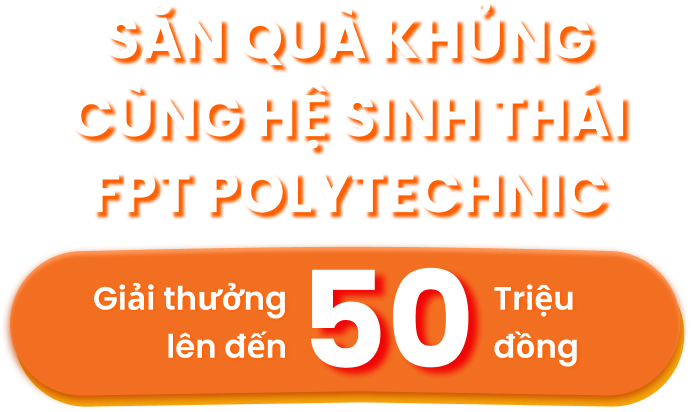 SĂN QUÀ KHỦNG
CÙNG HỆ SINH THÁI
FPT POLYTECHNIC
Giải thưởng
lên đến
50
Triệu
đồng